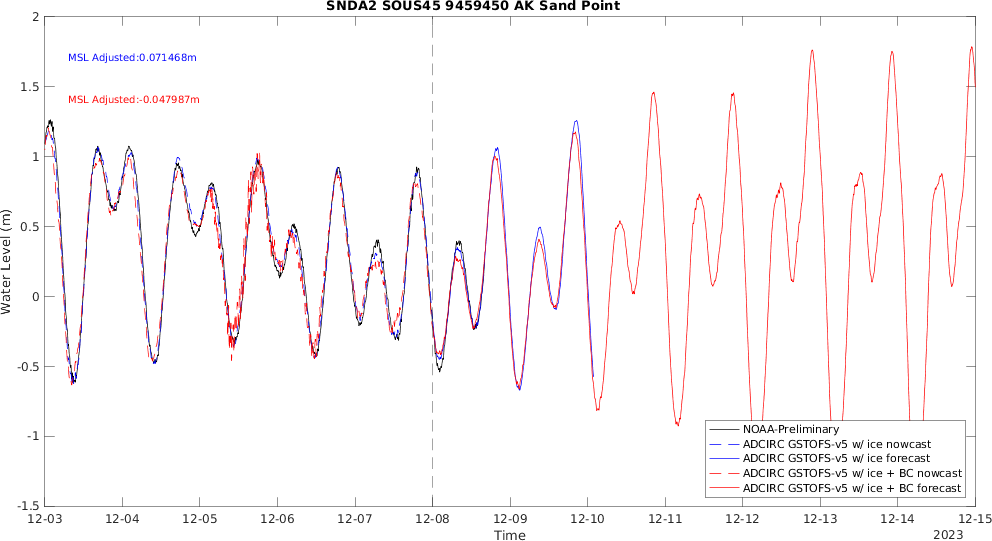 SNDA2 SOUS45 9459450 AK Sand Point
MSL Adjusted:0.071468m
MSL Adjusted:-0.047987m
Water Level (m)
2
1.5
1
0.5
0
-0.5
-1
-1.5
NOAA-Preliminary
ADCIRC GSTOFS-v5 w/ ice nowcast
ADCIRC GSTOFS-v5 w/ ice forecast
ADCIRC GSTOFS-v5 w/ ice + BC nowcast
ADCIRC GSTOFS-v5 w/ ice + BC forecast
12-03 12-04 12-05 12-06 12-07 12-08 12-09 12-10 12-11 12-12 12-13 12-14 12-15
Time
2023